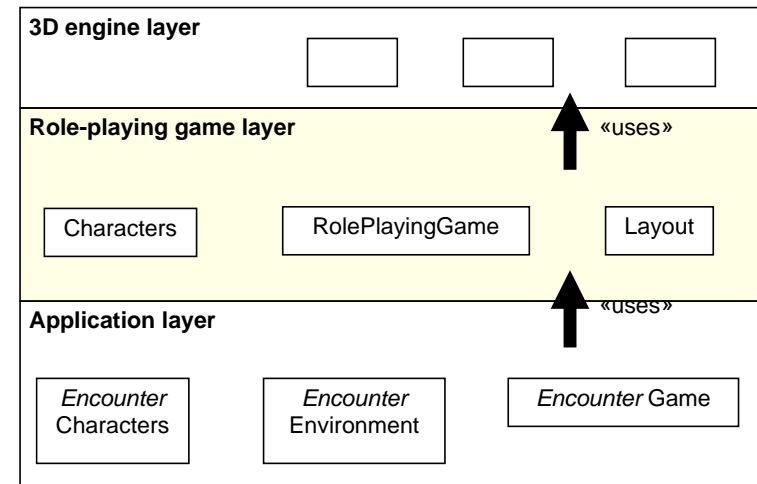 3D engine layer
Role-playing game layer
«uses»
Characters
RolePlayingGame
Layout
«uses»
Application layer
Encounter
Characters
Encounter
Environment
Encounter Game